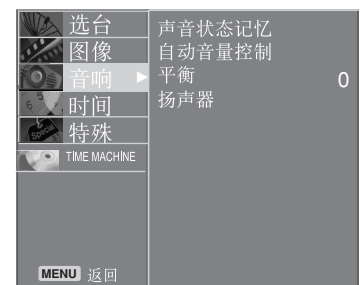 选台
图像
音响
时间
特殊
TIME MACHINE
MENU 返回
声音状态记忆
自动音量控制
平衡 0
扬声器